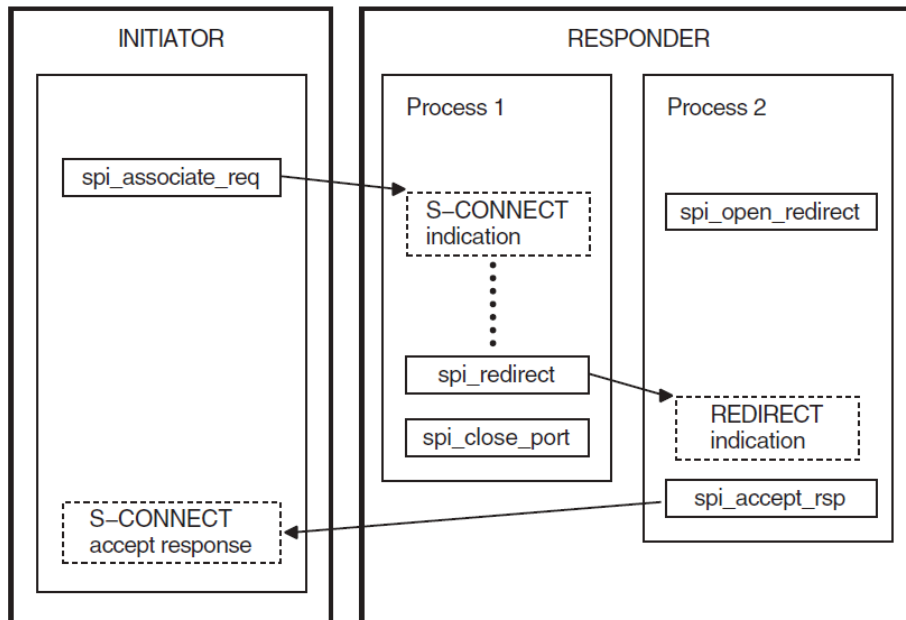 INITIATOR
spi_associate_req
S–CONNECT
accept response
RESPONDER
Process 1
S–CONNECT
indication
spi_redirect
spi_close_port
Process 2
spi_open_redirect
REDIRECT
indication
spi_accept_rsp